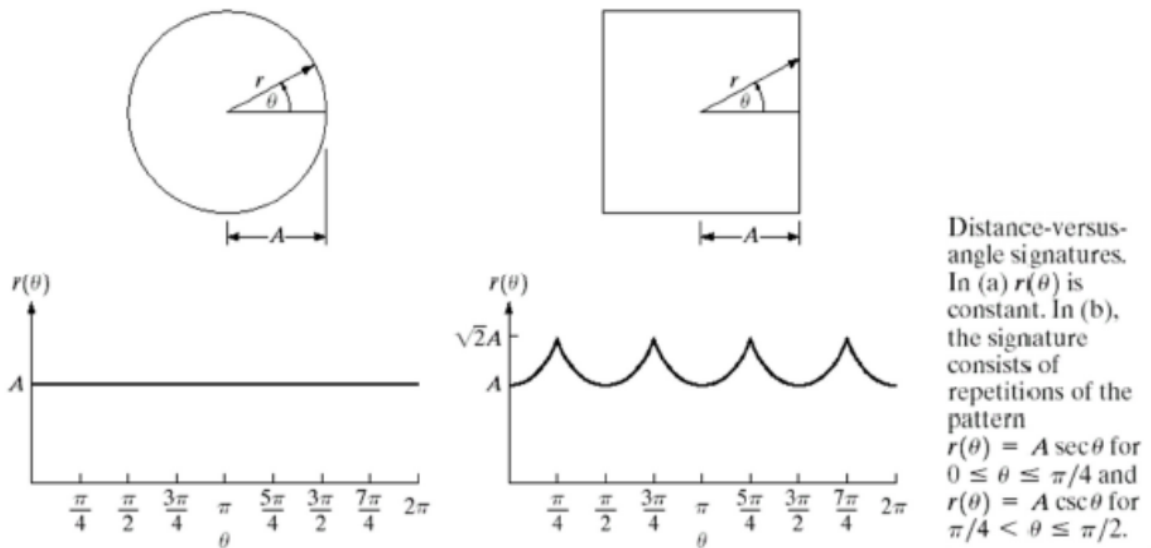 r
θ
A
r
θ
A
r(θ)
A
π/4 π/2 3π/4 π 5π/4 3π/2 7π/4 2π
θ
r(θ)
√2A
A
π/4 π/2 3π/4 π 5π/4 3π/2 7π/4 2π
θ
Distance-versus-
angle signatures.
In (a) r(θ) is
constant. In (b),
the signature
consists of
repetitions of the
pattern
r(θ) = A sec θ for
0 ≤ θ ≤ π/4 and
r(θ) = A csc θ for
π/4 < θ ≤ π/2.